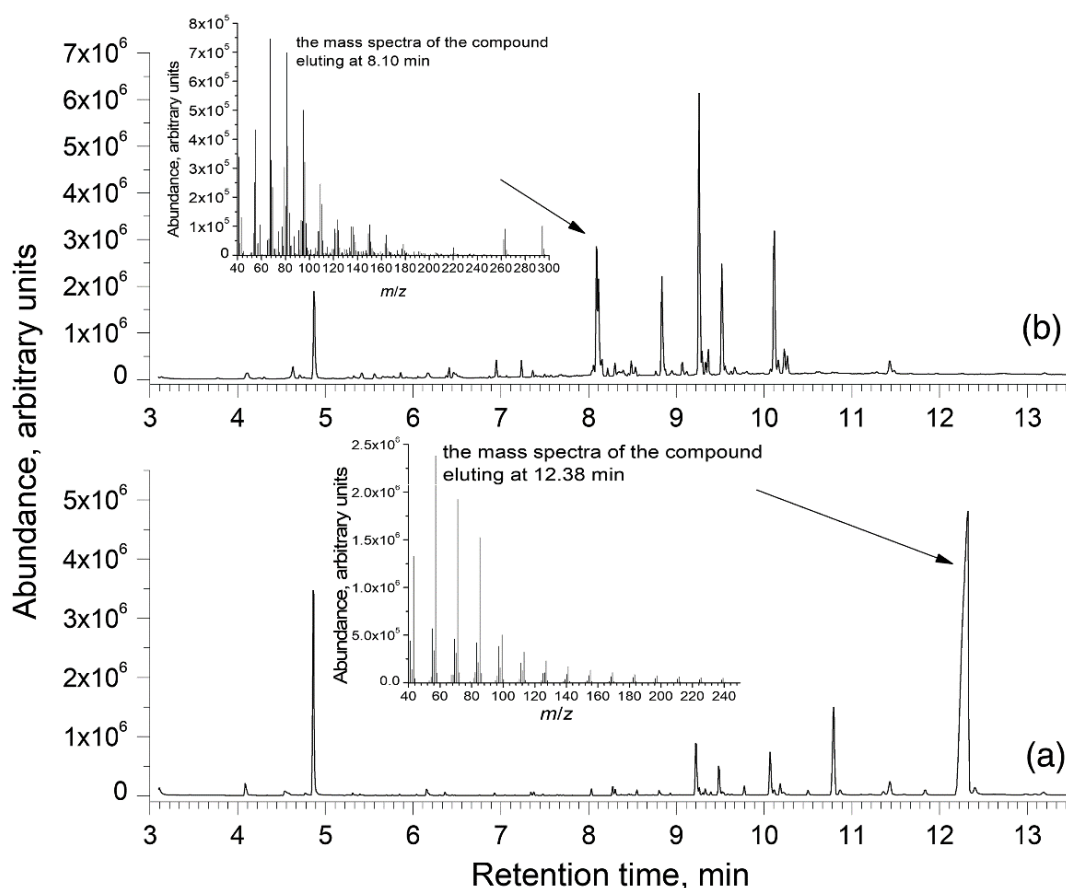 8x10⁵
7x10⁵
6x10⁵
5x10⁵
4x10⁵
3x10⁵
2x10⁵
1x10⁵
0
Abundance, arbitrary units
the mass spectra of the compound
eluting at 8.10 min
40 60 80 100 120 140 160 180 200 220 240 260 280 300
m/z
7x10⁶
6x10⁶
5x10⁶
4x10⁶
3x10⁶
2x10⁶
1x10⁶
0
(b)
3 4 5 6 7 8 9 10 11 12 13
Abundance, arbitrary units
2.5x10⁶
2.0x10⁶
1.5x10⁶
1.0x10⁶
5.0x10⁵
0.0
Abundance, arbitrary units
the mass spectra of the compound
eluting at 12.38 min
40 60 80 100 120 140 160 180 200 220 240
m/z
5x10⁶
4x10⁶
3x10⁶
2x10⁶
1x10⁶
0
(a)
3 4 5 6 7 8 9 10 11 12 13
Retention time, min